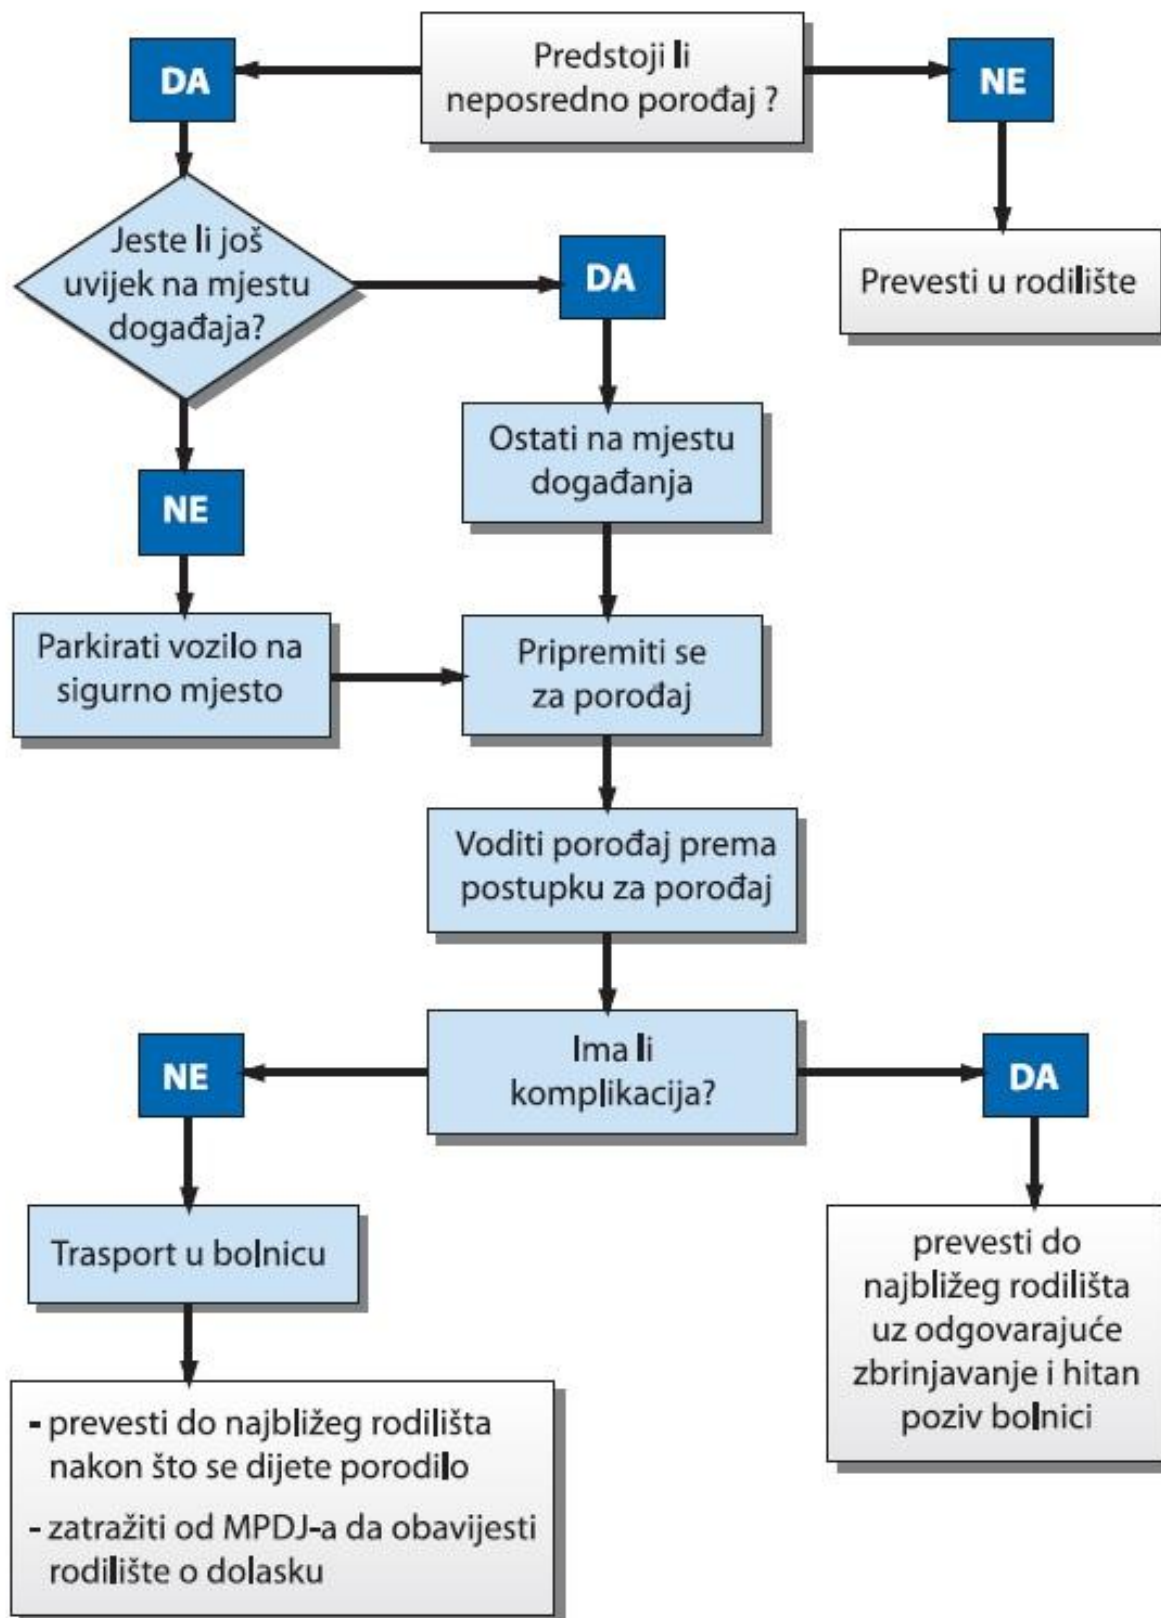 Predstoji li
neposredno porođaj ?
DA
NE
Jeste li još
uvijek na mjestu
događaja?
DA
Prevesti u rodilište
Ostati na mjestu
događanja
NE
Parkirati vozilo na
sigurno mjesto
Pripremiti se
za porođaj
Voditi porođaj prema
postupku za porođaj
Ima li
komplikacija?
NE
DA
Trasport u bolnicu
prevesti do
najbližeg rodilišta
uz odgovarajuće
zbrinjavanje i hitan
poziv bolnici
- prevesti do najbližeg rodilišta
nakon što se dijete porodilo
- zatražiti od MPDJ-a da obavijesti
rodilište o dolasku